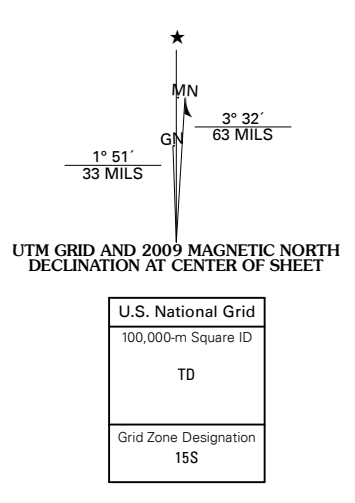 ★
MN
GN
3° 32´
63 MILS
1° 51´
33 MILS
UTM GRID AND 2009 MAGNETIC NORTH
DECLINATION AT CENTER OF SHEET
U.S. National Grid
100,000-m Square ID
TD
Grid Zone Designation
15S